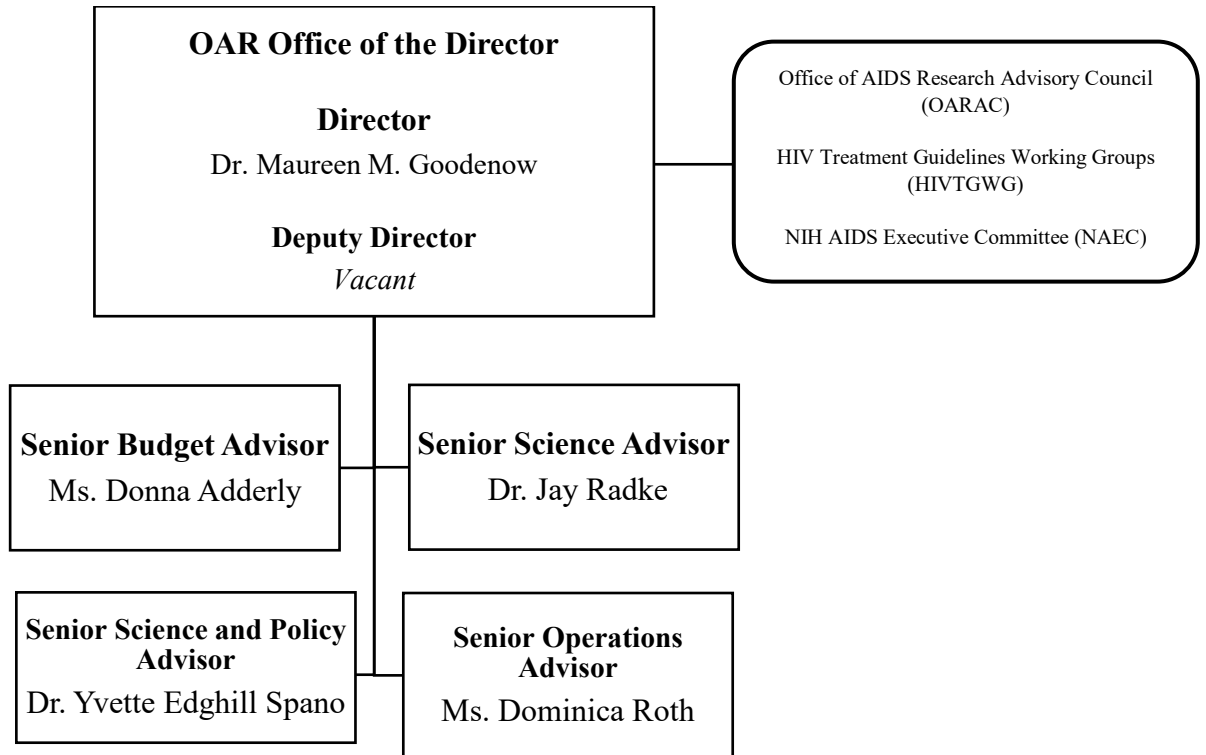 OAR Office of the Director
Director
Dr. Maureen M. Goodenow
Deputy Director
Vacant
Office of AIDS Research Advisory Council
(OARAC)
HIV Treatment Guidelines Working Groups
(HIVTGWG)
NIH AIDS Executive Committee (NAEC)
Senior Budget Advisor
Ms. Donna Adderly
Senior Science Advisor
Dr. Jay Radke
Senior Science and Policy
Advisor
Dr. Yvette Edghill Spano
Senior Operations
Advisor
Ms. Dominica Roth